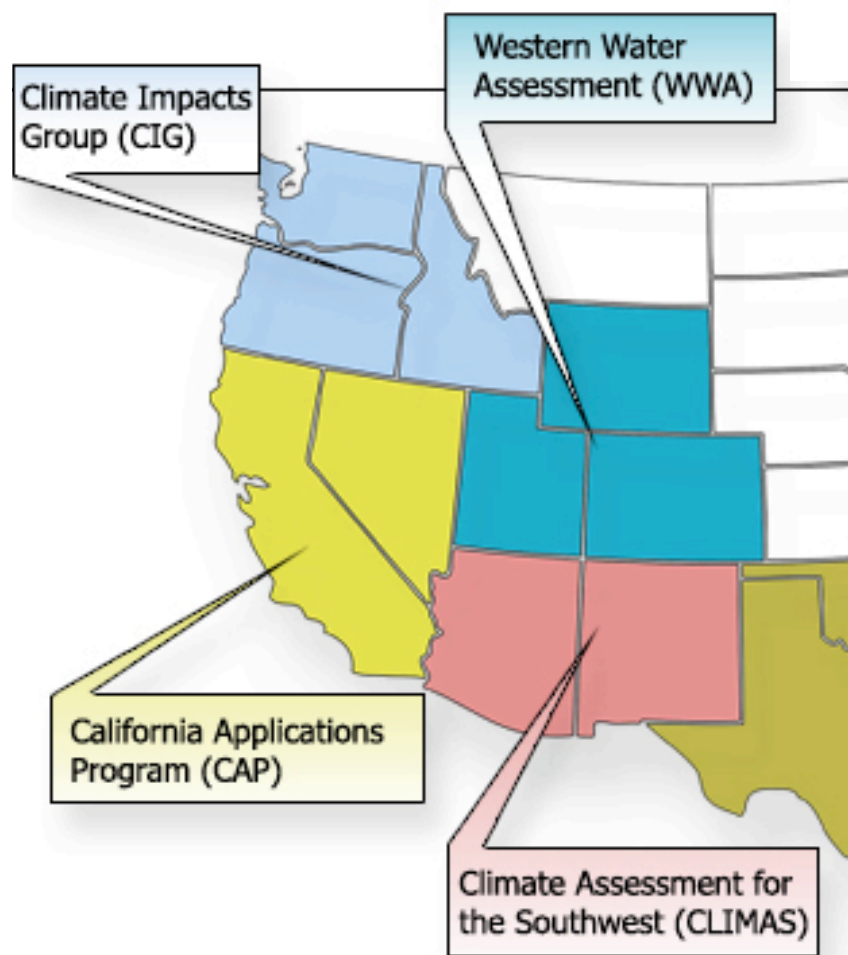 Western Water
Assessment (WWA)
Climate Impacts
Group (CIG)
California Applications
Program (CAP)
Climate Assessment for
the Southwest (CLIMAS)